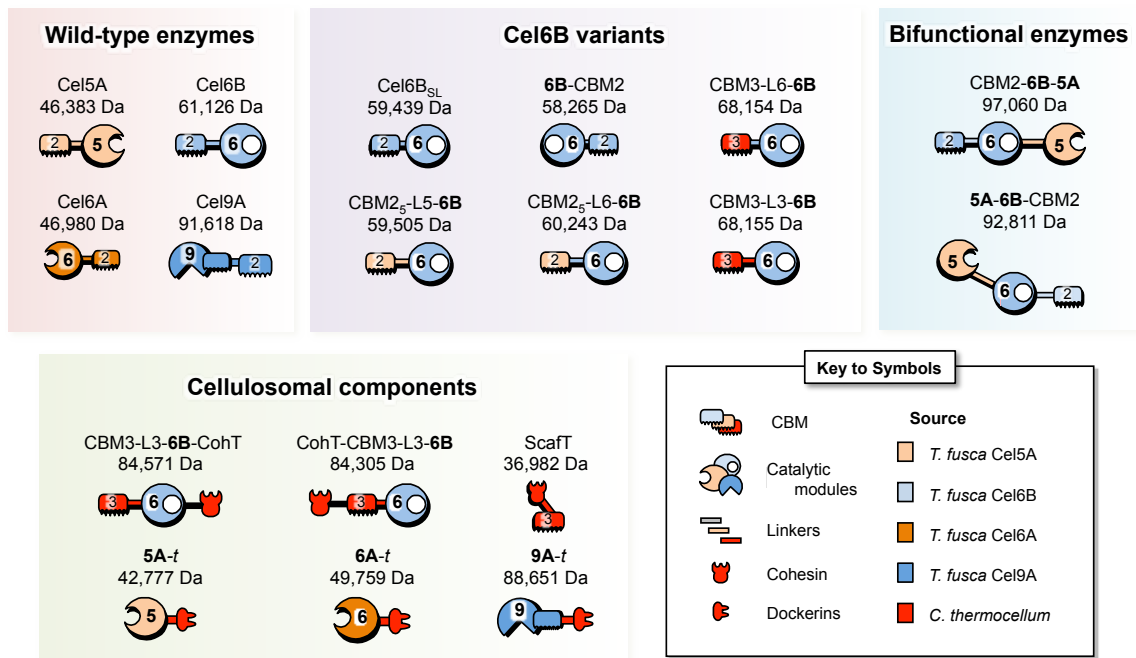 Wild-type enzymes
Cel5A
46,383 Da
2 5
Cel6B
61,126 Da
2 6
Cel6A
46,980 Da
6 2
Cel9A
91,618 Da
9 2
Cel6B variants
Cel6BSL
59,439 Da
2 6
6B-CBM2
58,265 Da
6 2
CBM3-L6-6B
68,154 Da
3 6
CBM25-L5-6B
59,505 Da
2 6
CBM25-L6-6B
60,243 Da
2 6
CBM3-L3-6B
68,155 Da
3 6
Bifunctional enzymes
CBM2-6B-5A
97,060 Da
2 6 5
5A-6B-CBM2
92,811 Da
5 6 2
Cellulosomal components
CBM3-L3-6B-CohT
84,571 Da
3 6
CohT-CBM3-L3-6B
84,305 Da
3 6
ScafT
36,982 Da
3
5A-t
42,777 Da
5
6A-t
49,759 Da
6
9A-t
88,651 Da
9
Key to Symbols
CBM
Catalytic
modules
Linkers
Cohesin
Dockerins
Source
T. fusca Cel5A
T. fusca Cel6B
T. fusca Cel6A
T. fusca Cel9A
C. thermocellum